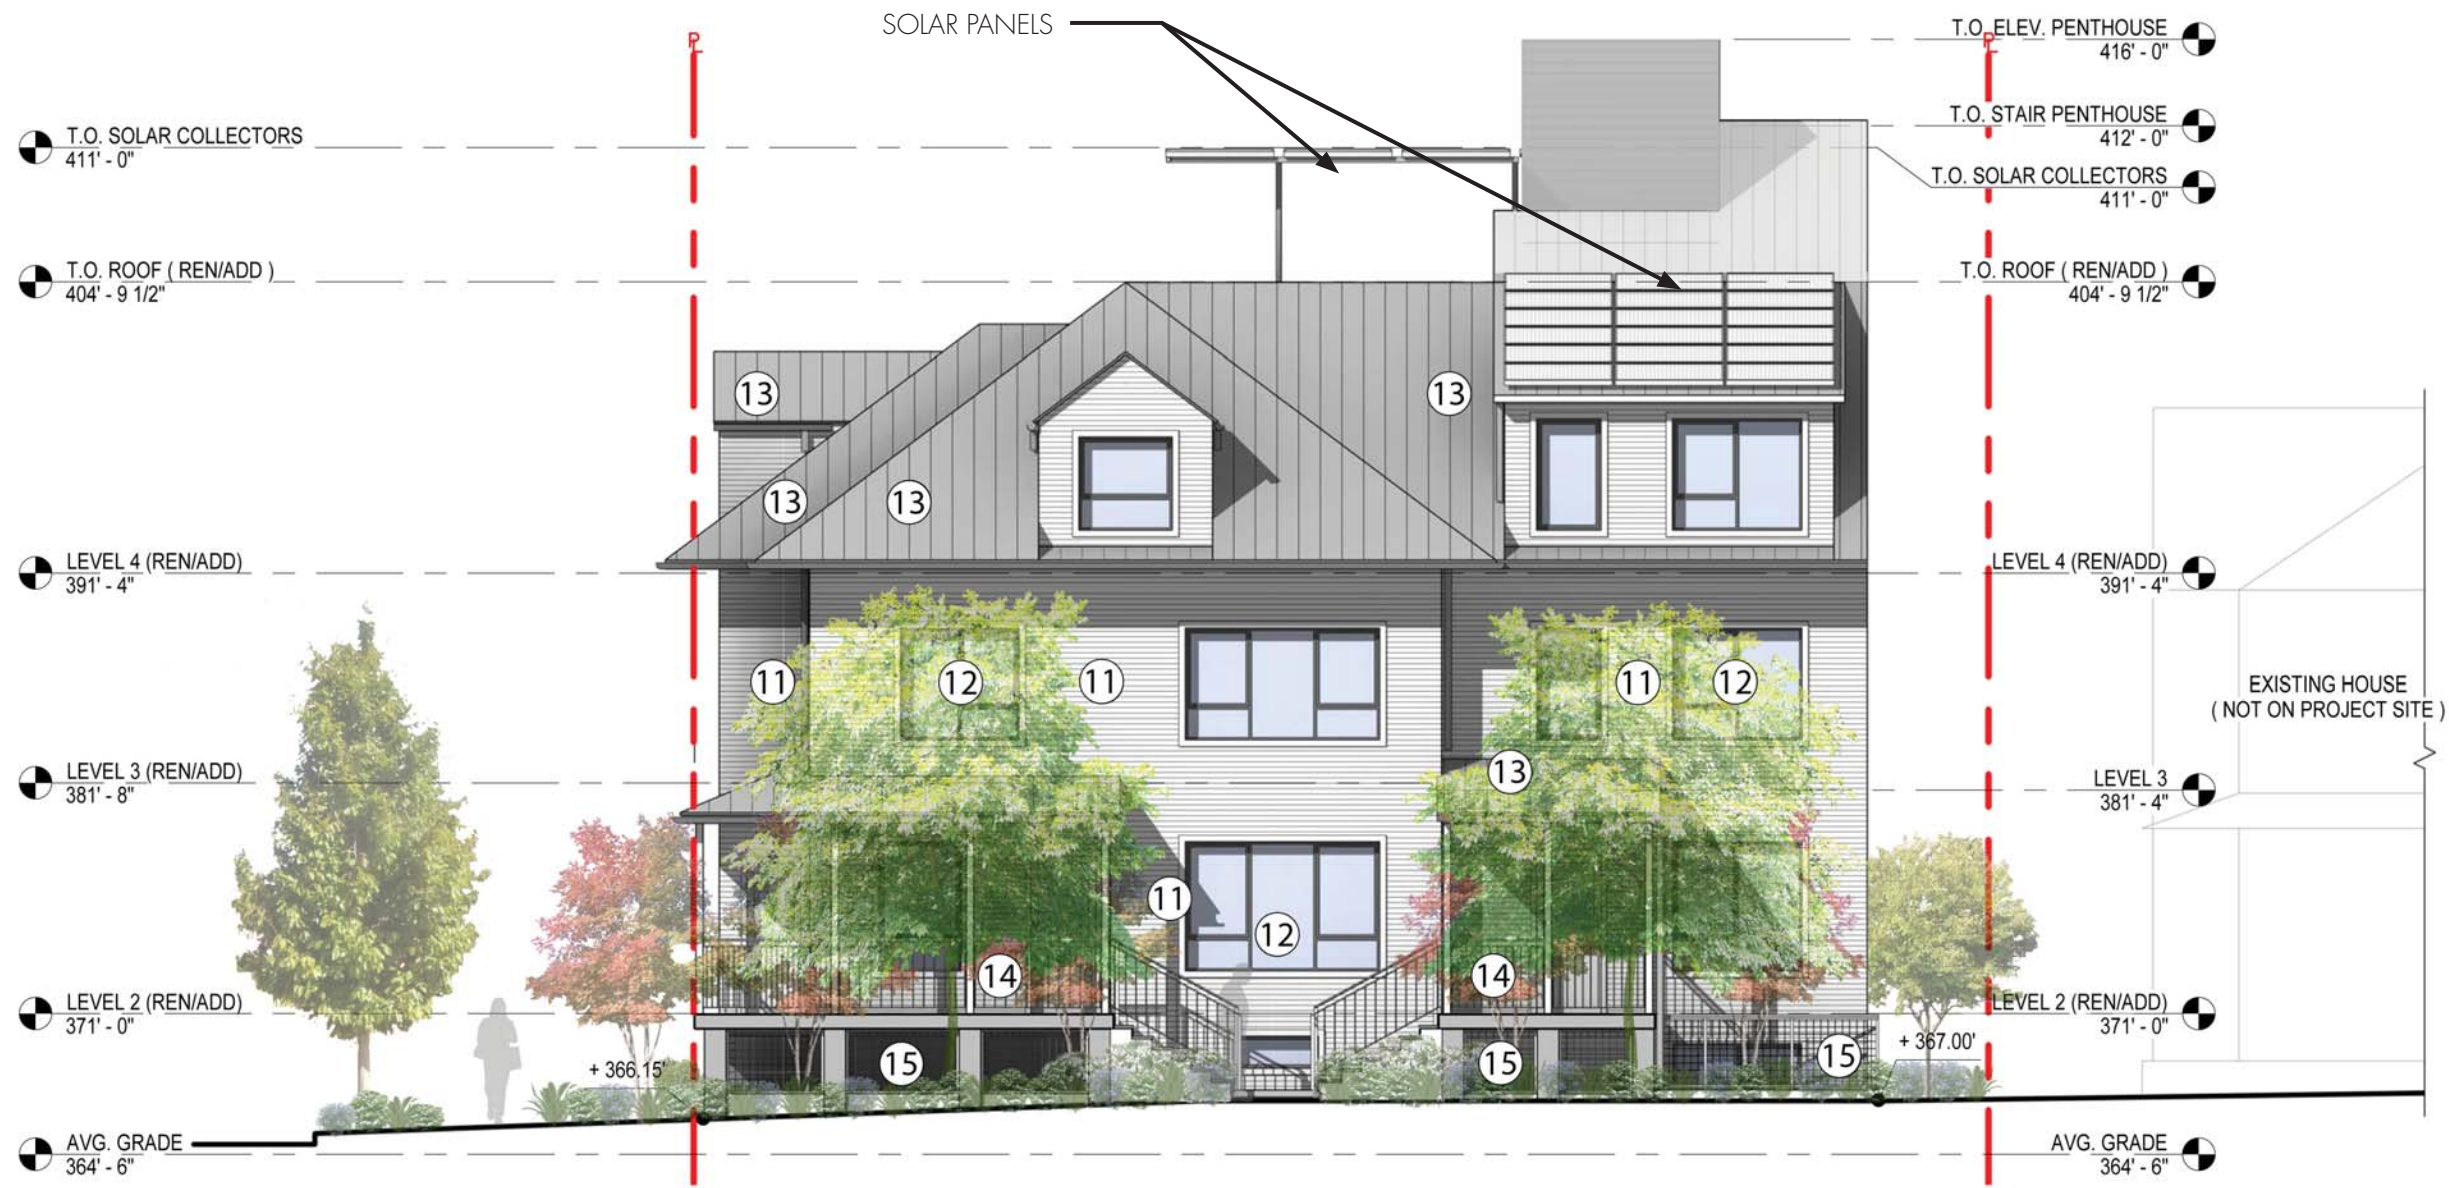 SOLAR PANELS
PL
PL
T.O. ELEV. PENTHOUSE
416' - 0"
T.O. SOLAR COLLECTORS
411' - 0"
T.O. STAIR PENTHOUSE
412' - 0"
T.O. SOLAR COLLECTORS
411' - 0"
T.O. ROOF ( REN/ADD )
404' - 9 1/2"
T.O. ROOF ( REN/ADD )
404' - 9 1/2"
13
13
13
13
LEVEL 4 (REN/ADD)
391' - 4"
LEVEL 4 (REN/ADD)
391' - 4"
11
12
11
11
12
EXISTING HOUSE
( NOT ON PROJECT SITE )
LEVEL 3 (REN/ADD)
381' - 8"
13
LEVEL 3
381' - 4"
11
12
14
14
LEVEL 2 (REN/ADD)
371' - 0"
LEVEL 2 (REN/ADD)
371' - 0"
+ 366.15'
15
15
15
+ 367.00'
AVG. GRADE
364' - 6"
AVG. GRADE
364' - 6"